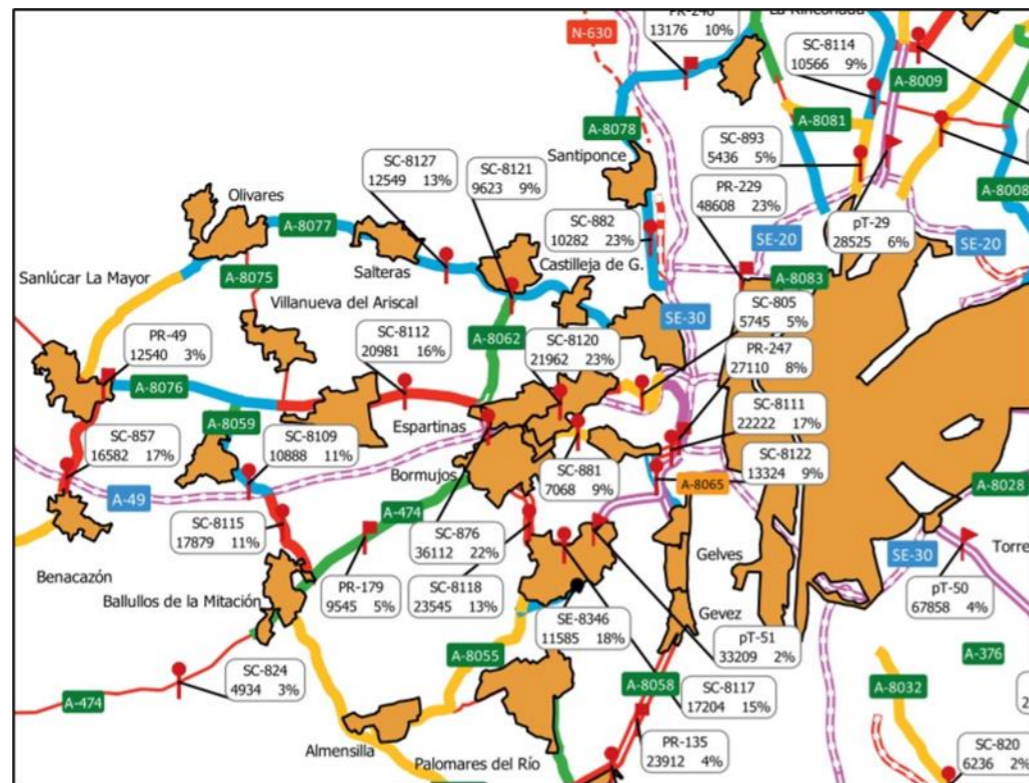 La Rinconada
PR-246
13176 10%
N-630
SC-8114
10566 9%
A-8009
A-8078
A-8081
Santiponce
SC-893
5436 5%
SC-8127
12549 13%
SC-8121
9623 9%
PR-229
48608 23%
A-8008
Olivares
A-8077
SC-882
10282 23%
pT-29
28525 6%
SE-20
SE-20
Salteras
Castilleja de G.
A-8075
A-8083
Sanlúcar La Mayor
Villanueva del Ariscal
SC-805
5745 5%
SE-30
PR-49
12540 3%
SC-8112
20981 16%
A-8062
SC-8120
21962 23%
PR-247
27110 8%
A-8076
SC-8111
22222 17%
A-8059
Espartinas
SC-857
16582 17%
SC-8109
10888 11%
SC-8122
13324 9%
Bormujos
SC-881
7068 9%
A-8065
A-8028
A-49
A-474
SC-8115
17879 11%
SC-876
36112 22%
Gelves
SE-30
Torre
Benacazón
PR-179
9545 5%
SC-8118
23545 13%
pT-50
67858 4%
Ballullos de la Mitación
Gevez
SE-8346
11585 18%
pT-51
33209 2%
A-376
SC-824
4934 3%
A-8055
A-8058
SC-8117
17204 15%
A-8032
A-474
2
PR-135
23912 4%
SC-820
6236 2%
Almensilla
Palomares del Río